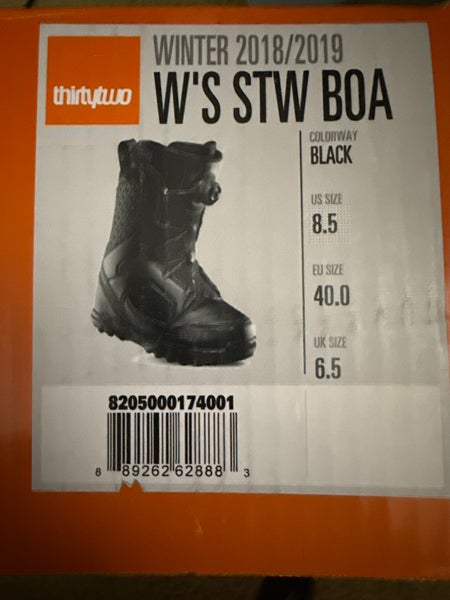 thirtytwo
WINTER 2018/2019
W'S STW BOA
COLORWAY
BLACK
US SIZE
8.5
EU SIZE
40.0
UK SIZE
6.5
8205000174001
8 89262 62888 3